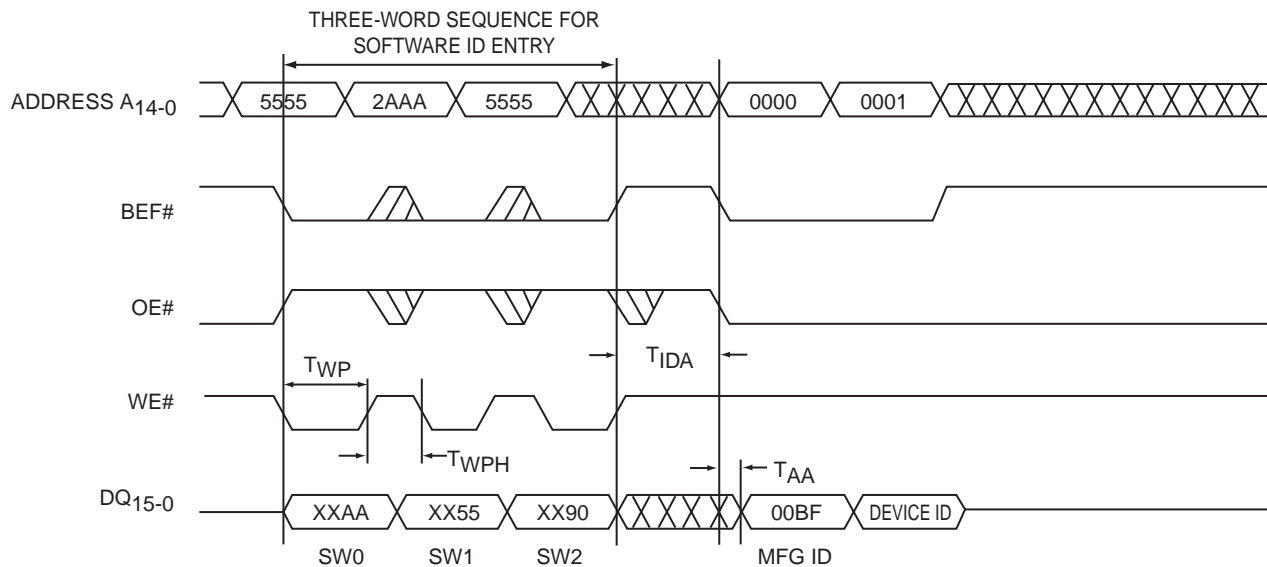 THREE-WORD SEQUENCE FOR
SOFTWARE ID ENTRY
ADDRESS A14-0
5555
2AAA
5555
0000
0001
BEF#
OE#
TIDA
TWP
WE#
TWPH
TAA
DQ15-0
XXAA
XX55
XX90
00BF
DEVICE ID
SW0
SW1
SW2
MFG ID